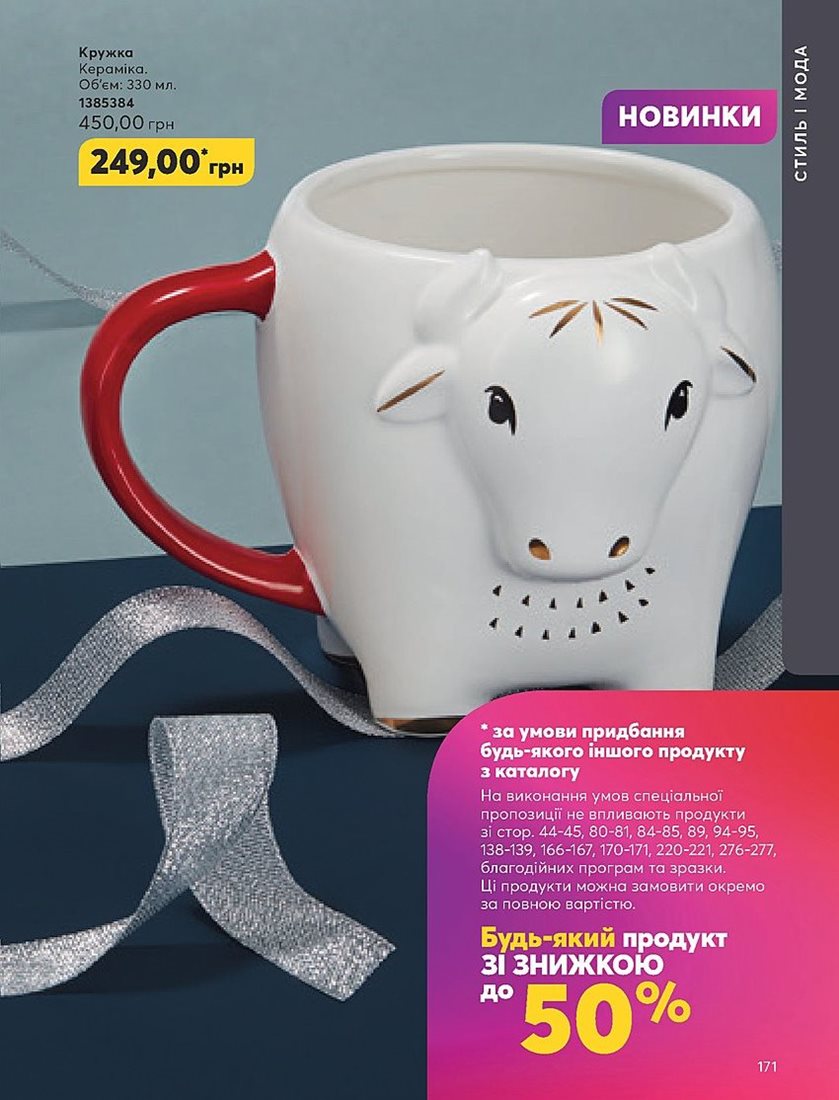 Кружка
Кераміка.
Об'єм: 330 мл.
1385384
450,00 грн
249,00* грн
НОВИНКИ
СТИЛЬ І МОДА
* за умови придбання
будь-якого іншого продукту
з каталогу
На виконання умов спеціальної
пропозиції не впливають продукти
зі стор. 44-45, 80-81, 84-85, 89, 94-95,
138-139, 166-167, 170-171, 220-221, 276-277,
благодійних програм та зразки.
Ці продукти можна замовити окремо
за повною вартістю.
Будь-який продукт
ЗІ ЗНИЖКОЮ
до 50%
171